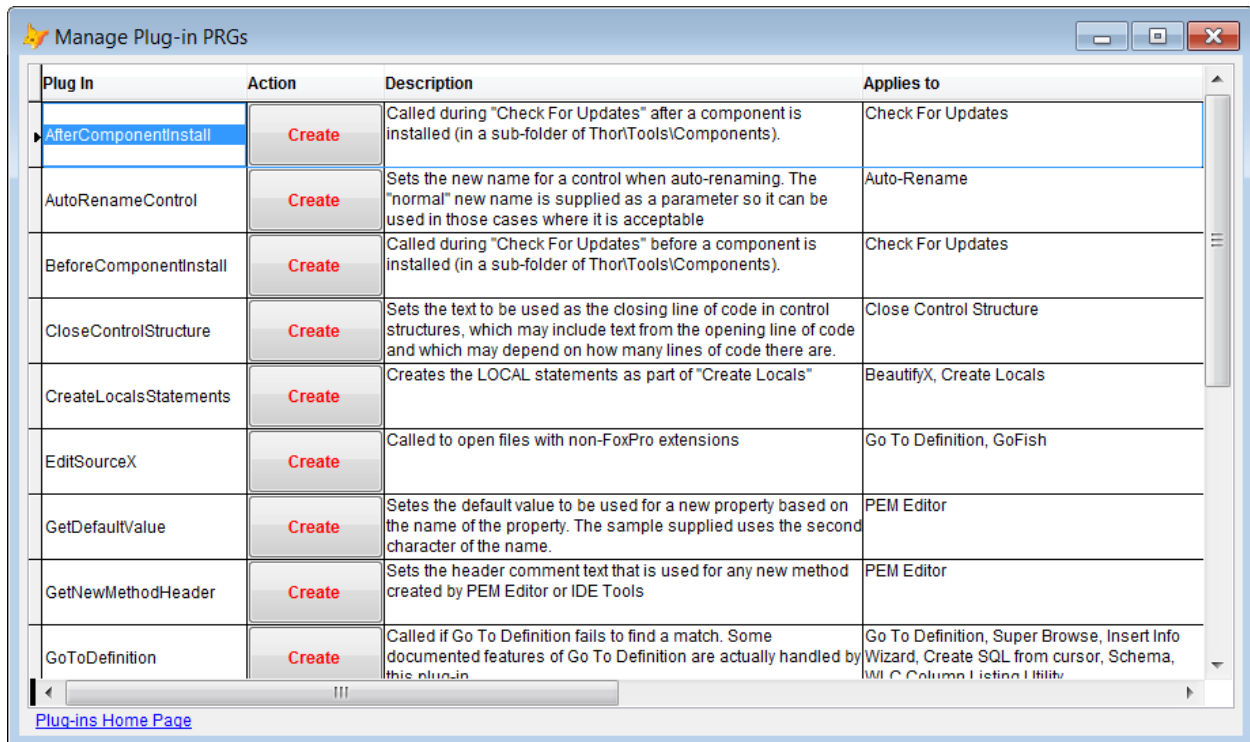 Manage Plug-in PRGs
Plug In Action Description Applies to
AfterComponentInstall Create Called during "Check For Updates" after a component is Check For Updates
installed (in a sub-folder of Thor\Tools\Components).
AutoRenameControl Create Sets the new name for a control when auto-renaming. The Auto-Rename
"normal" new name is supplied as a parameter so it can be
used in those cases where it is acceptable
BeforeComponentInstall Create Called during "Check For Updates" before a component is Check For Updates
installed (in a sub-folder of Thor\Tools\Components).
CloseControlStructure Create Sets the text to be used as the closing line of code in control Close Control Structure
structures, which may include text from the opening line of code
and which may depend on how many lines of code there are.
CreateLocalsStatements Create Creates the LOCAL statements as part of "Create Locals" BeautifyX, Create Locals
EditSourceX Create Called to open files with non-FoxPro extensions Go To Definition, GoFish
GetDefaultValue Create Setes the default value to be used for a new property based on PEM Editor
the name of the property. The sample supplied uses the second
character of the name.
GetNewMethodHeader Create Sets the header comment text that is used for any new method PEM Editor
created by PEM Editor or IDE Tools
GoToDefinition Create Called if Go To Definition fails to find a match. Some Go To Definition, Super Browse, Insert Info
documented features of Go To Definition are actually handled by Wizard, Create SQL from cursor, Schema,
this plug-in WLC Column Listing Utility
Plug-ins Home Page